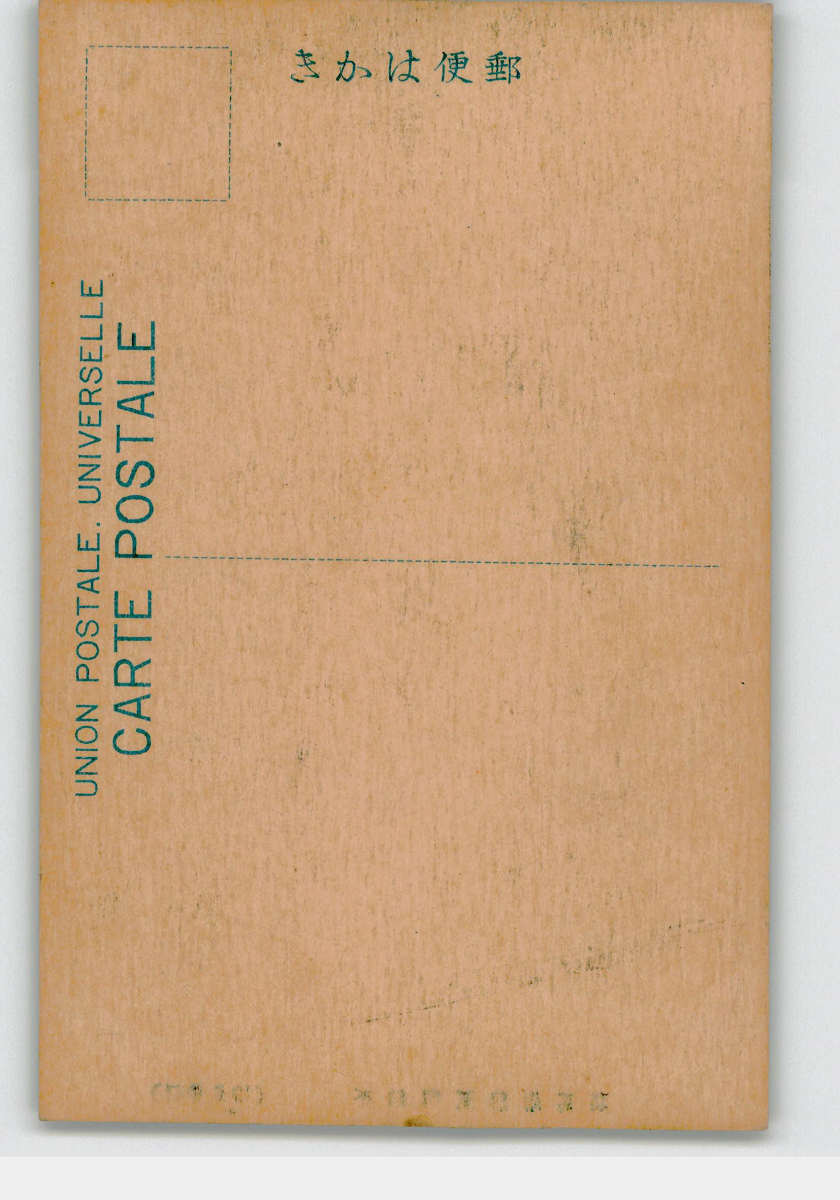 郵便はかき
UNION POSTALE. UNIVERSELLE
CARTE POSTALE